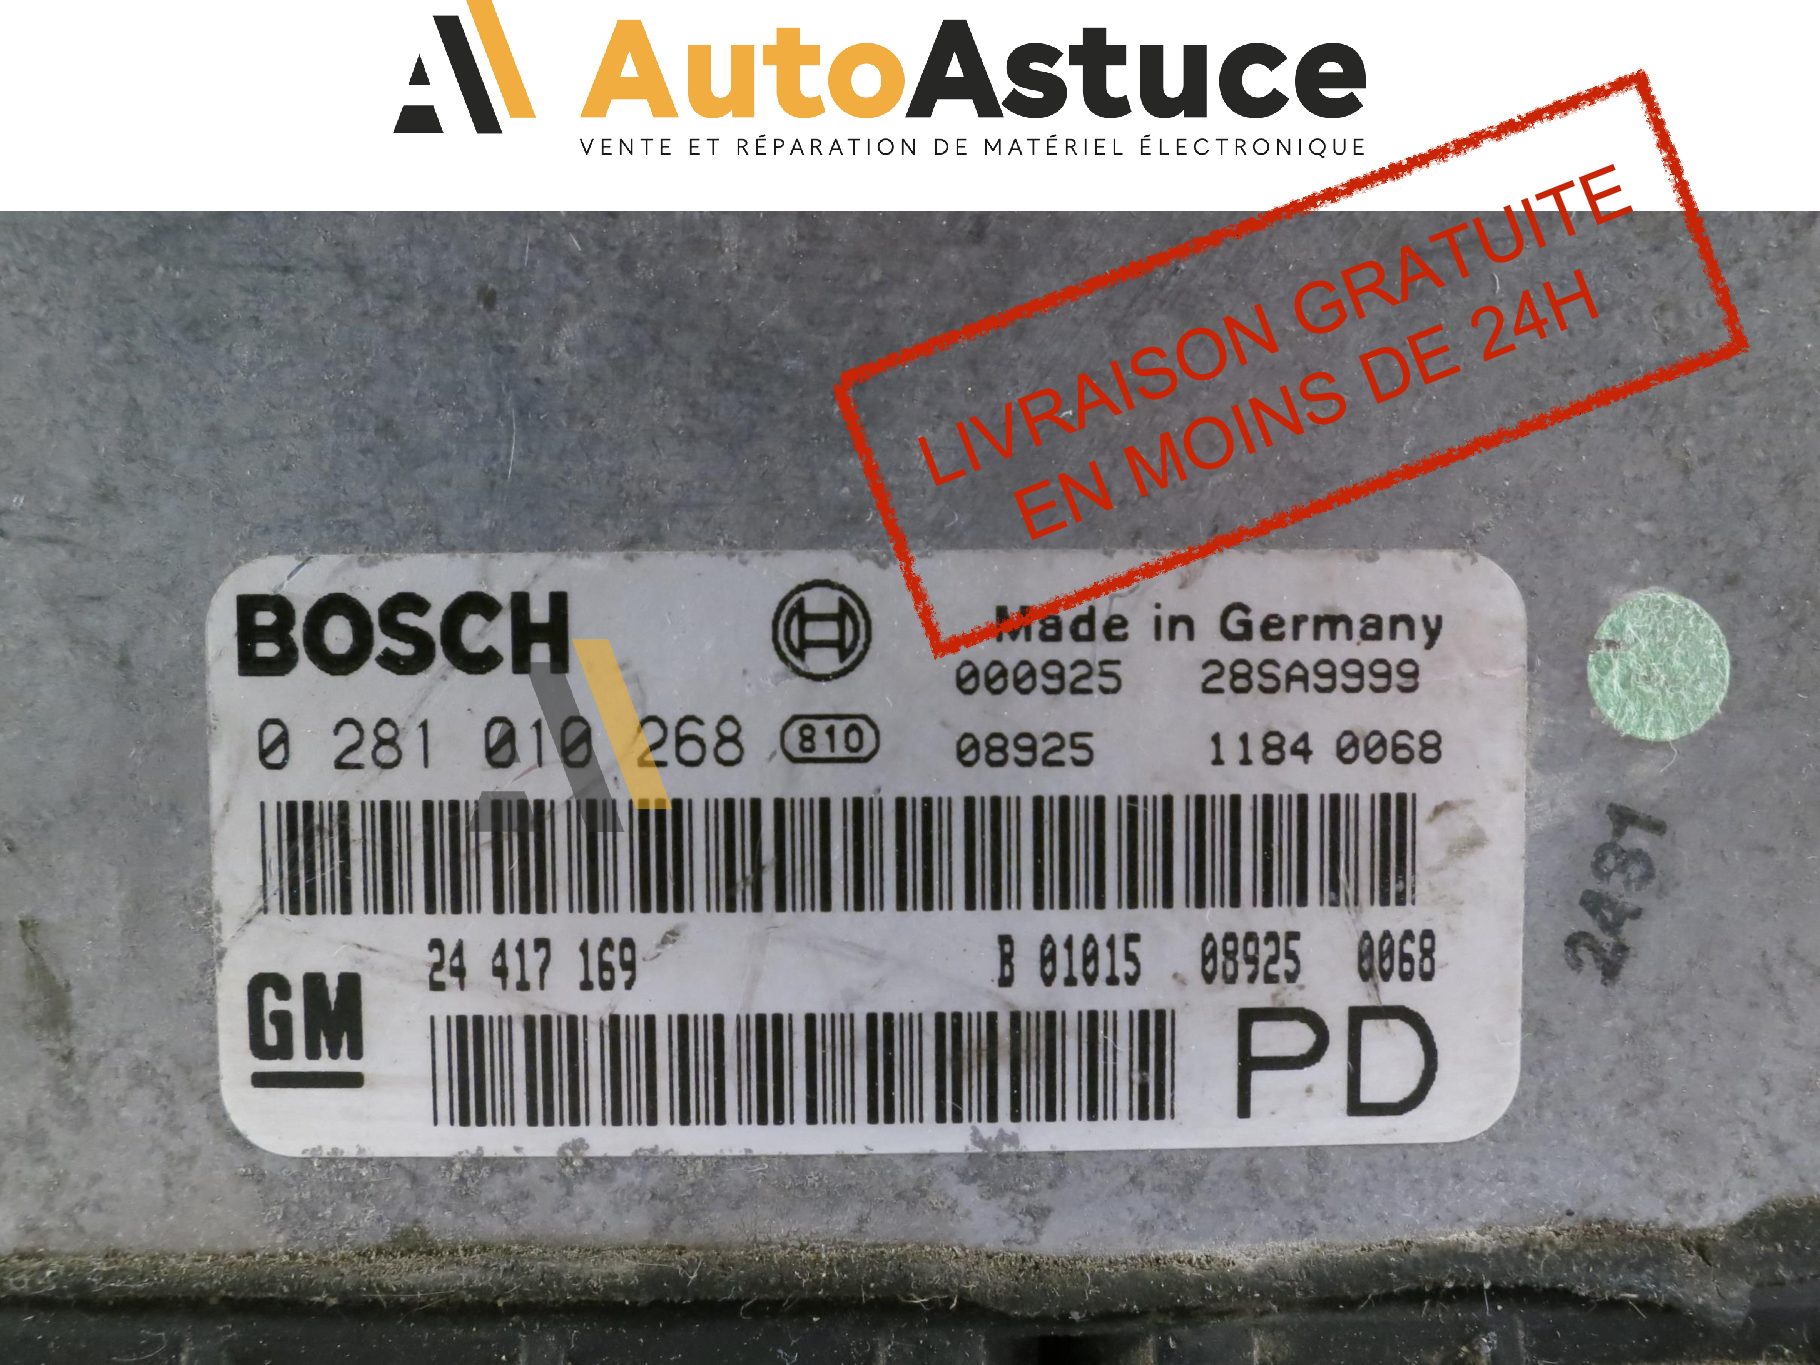 AutoAstuce
VENTE ET RÉPARATION DE MATÉRIEL ÉLECTRONIQUE
LIVRAISON GRATUITE
EN MOINS DE 24H
BOSCH
Made in Germany
000925 28SA9999
0 281 010 268 810 08925 1184 0068
24 417 169 B 01015 08925 0068
GM
PD
2481